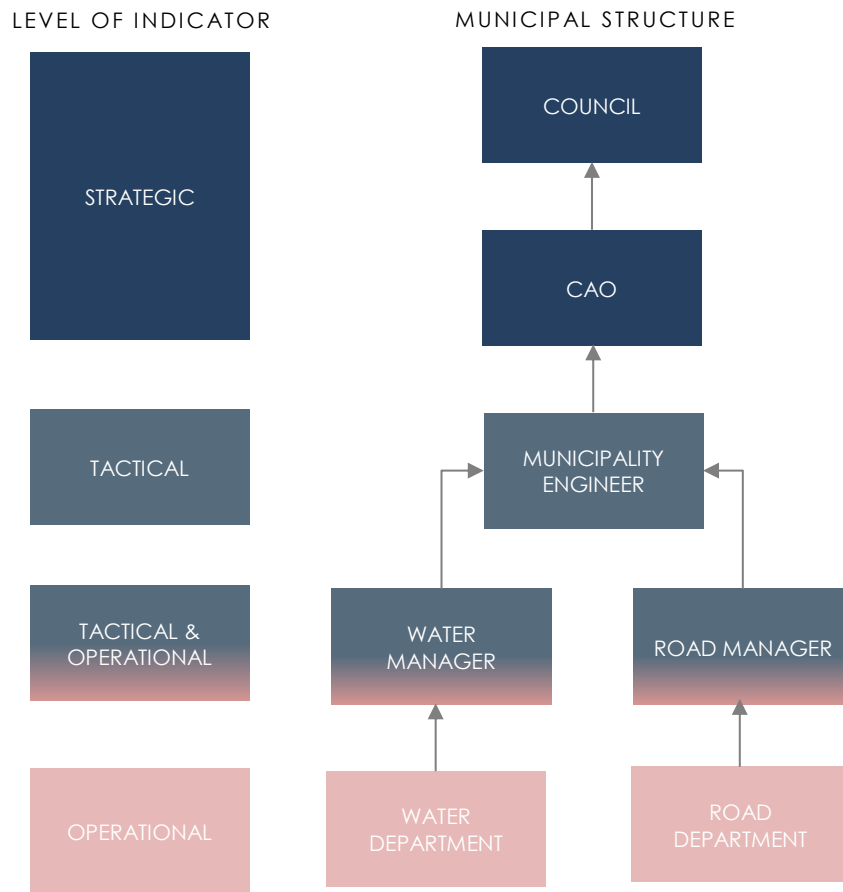 LEVEL OF INDICATOR
MUNICIPAL STRUCTURE
STRATEGIC
COUNCIL
CAO
TACTICAL
MUNICIPALITY
ENGINEER
TACTICAL &
OPERATIONAL
WATER
MANAGER
ROAD MANAGER
OPERATIONAL
WATER
DEPARTMENT
ROAD
DEPARTMENT